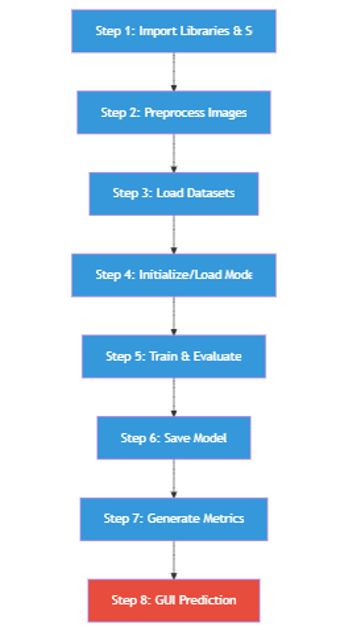 Step 1: Import Libraries & S
Step 2: Preprocess Images
Step 3: Load Datasets
Step 4: Initialize/Load Mode
Step 5: Train & Evaluate
Step 6: Save Model
Step 7: Generate Metrics
Step 8: GUI Prediction